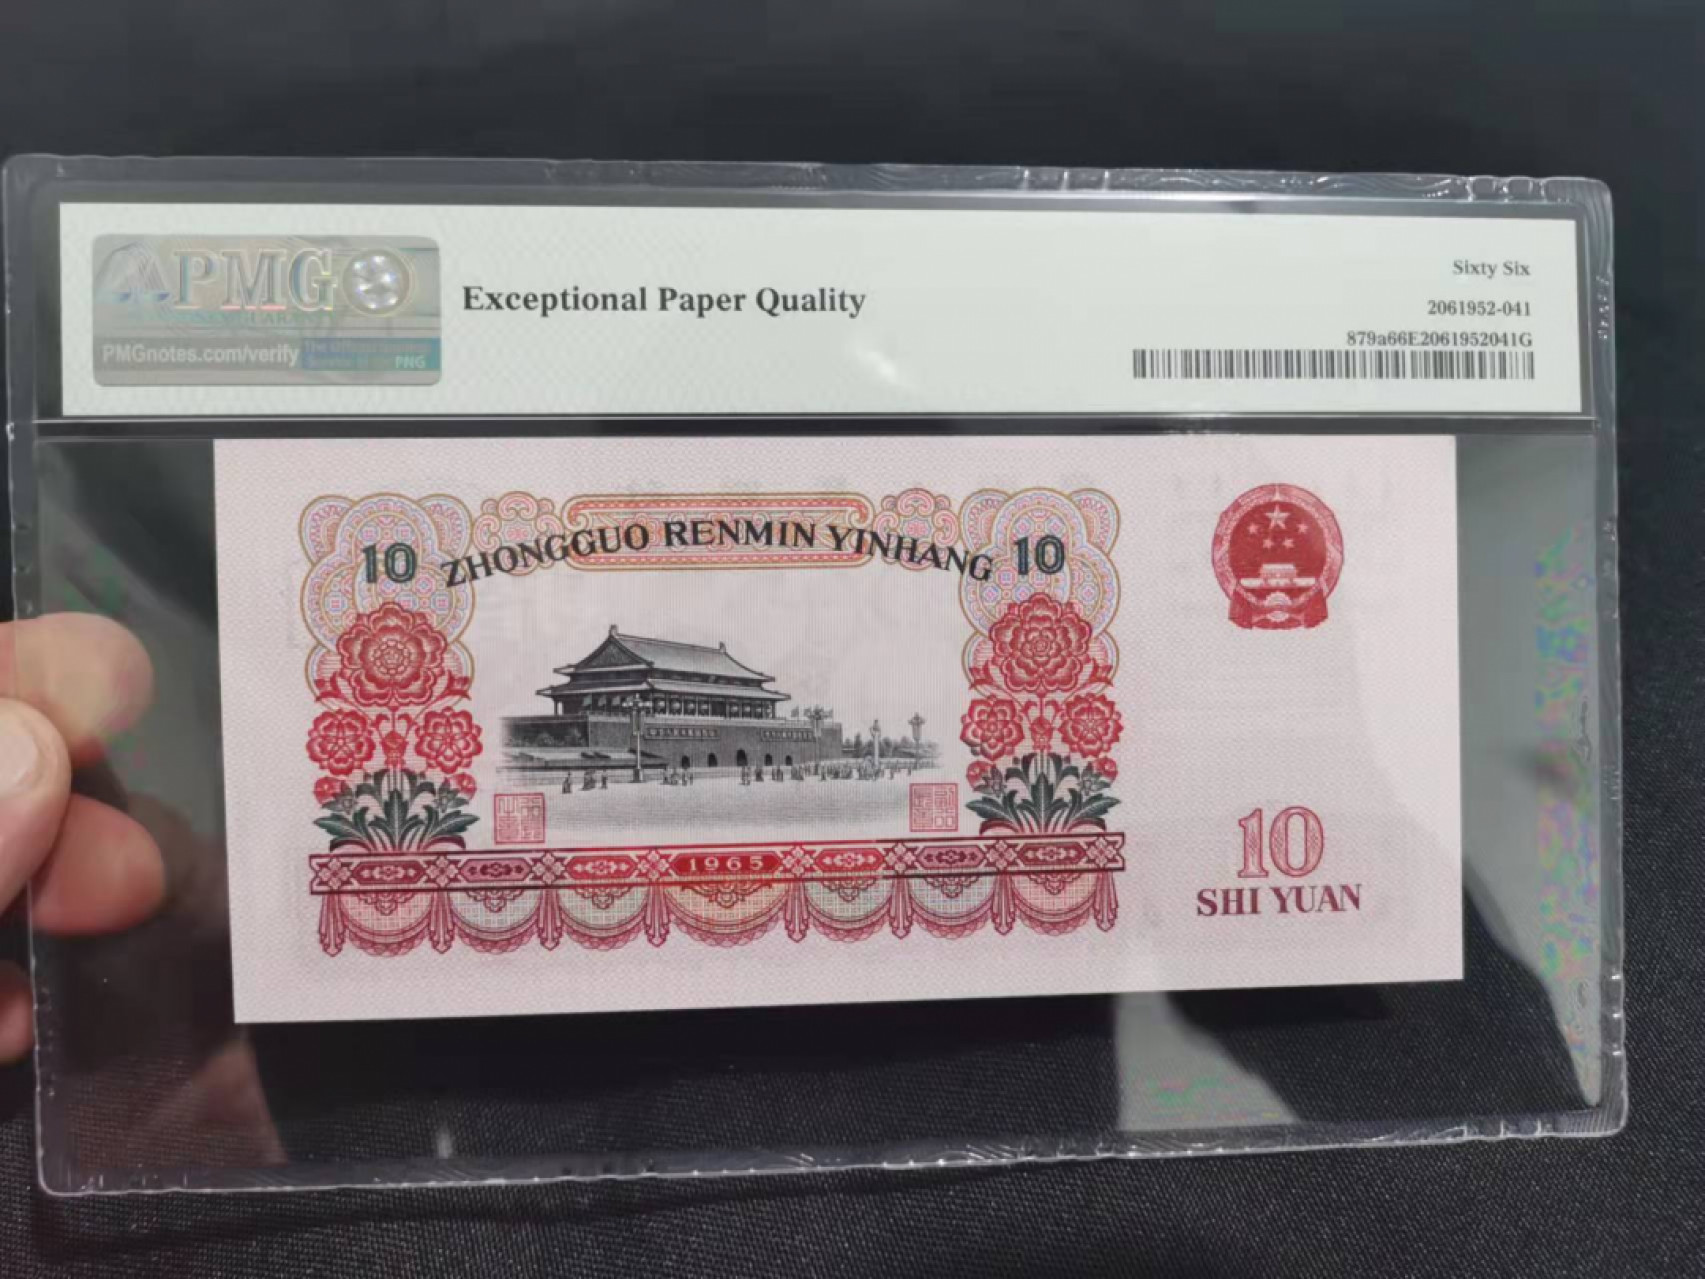 PMG
PMGnotes.com/verify
PNG
Exceptional Paper Quality
Sixty Six
2061952-041
879a66E2061952041G
10 ZHONGGUO RENMIN YINHANG 10
1965
10
SHI YUAN